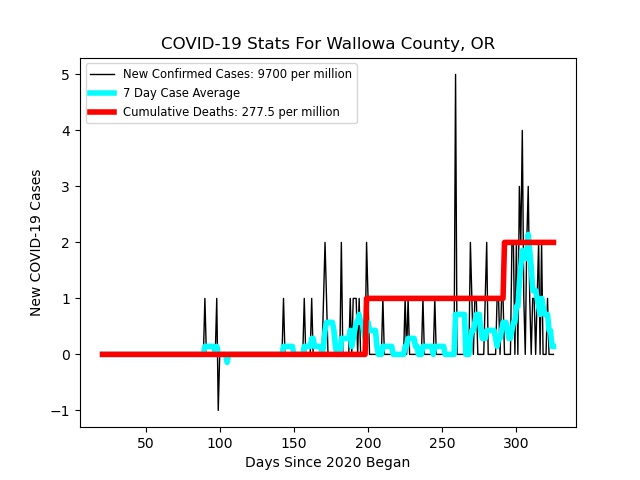 COVID-19 Stats For Wallowa County, OR
New Confirmed Cases: 9700 per million
7 Day Case Average
Cumulative Deaths: 277.5 per million
New COVID-19 Cases
5
4
3
2
1
0
−1
50 100 150 200 250 300
Days Since 2020 Began